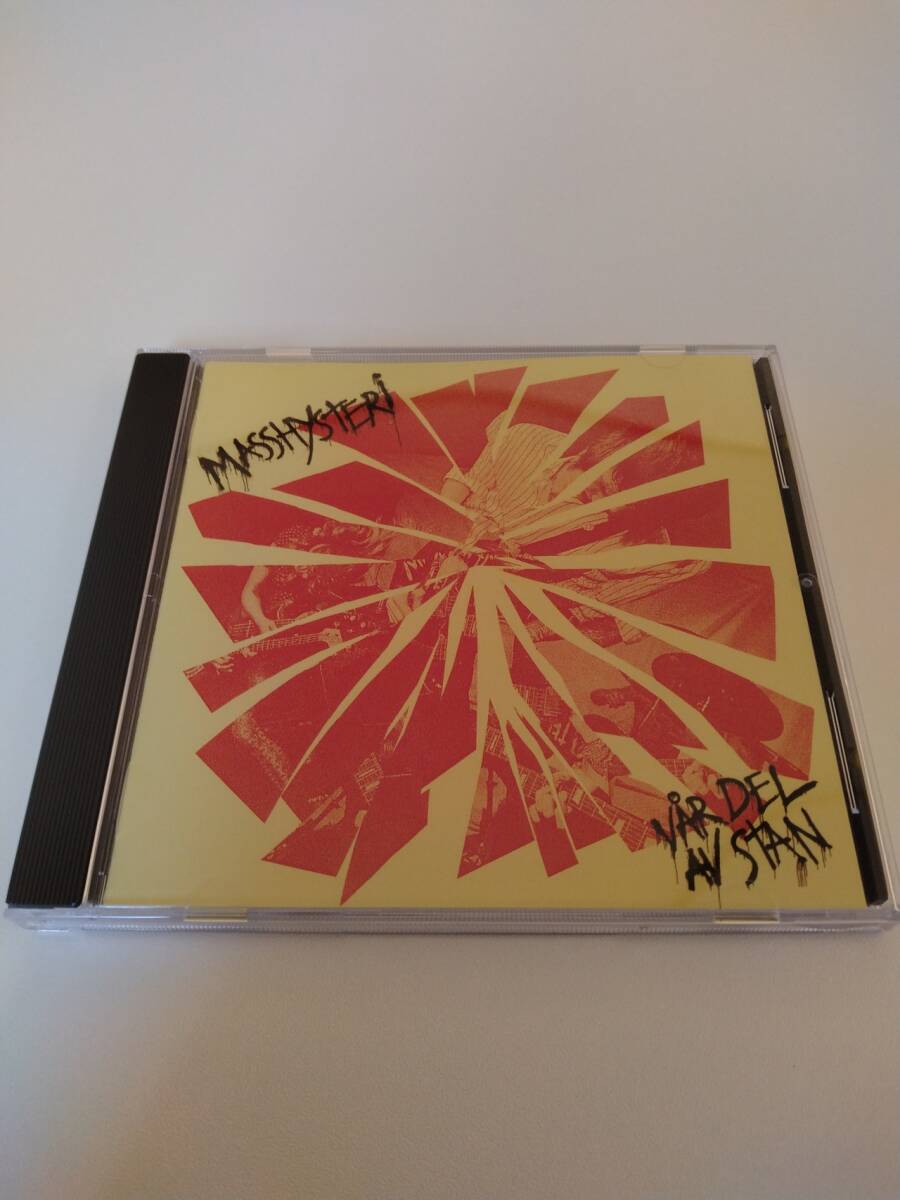 MASSHYSTERi
VÅR DEL
AV STAN